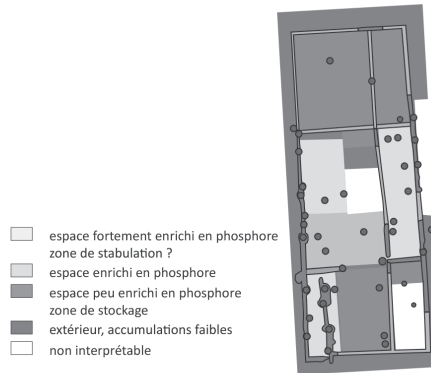 espace fortement enrichi en phosphore
zone de stabulation ?
espace enrichi en phosphore
espace peu enrichi en phosphore
zone de stockage
extérieur, accumulations faibles
non interprétable